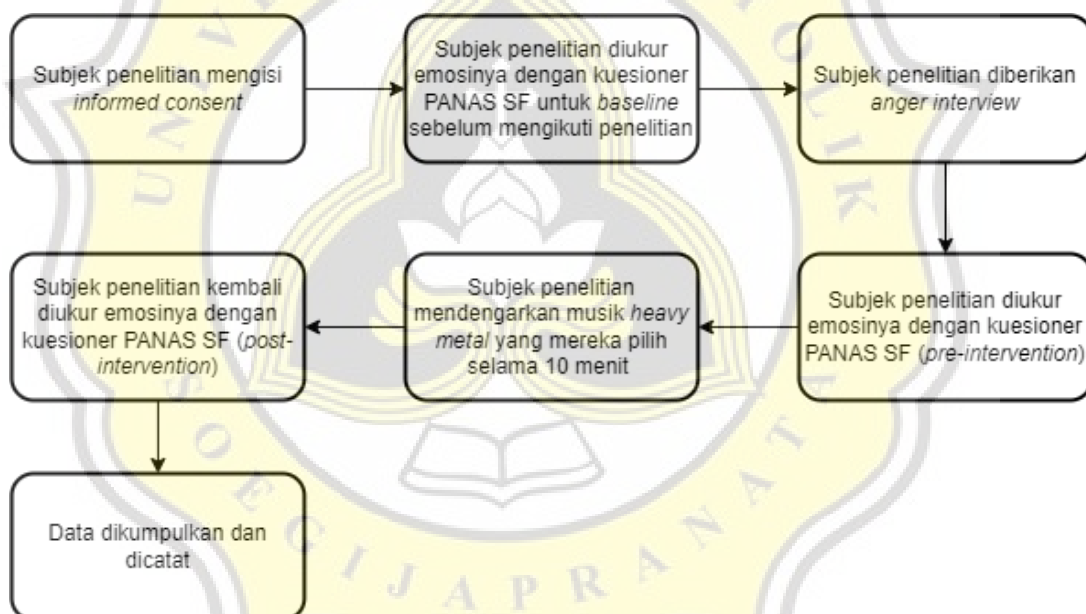 Subjek penelitian mengisi
informed consent
Subjek penelitian diukur
emosinya dengan kuesioner
PANAS SF untuk baseline
sebelum mengikuti penelitian
Subjek penelitian diberikan
anger interview
Subjek penelitian diukur
emosinya dengan kuesioner
PANAS SF (pre-intervention)
Subjek penelitian
mendengarkan musik heavy
metal yang mereka pilih
selama 10 menit
Subjek penelitian kembali
diukur emosinya dengan
kuesioner PANAS SF (post-
intervention)
Data dikumpulkan dan
dicatat
SOEGIJAPRANATA